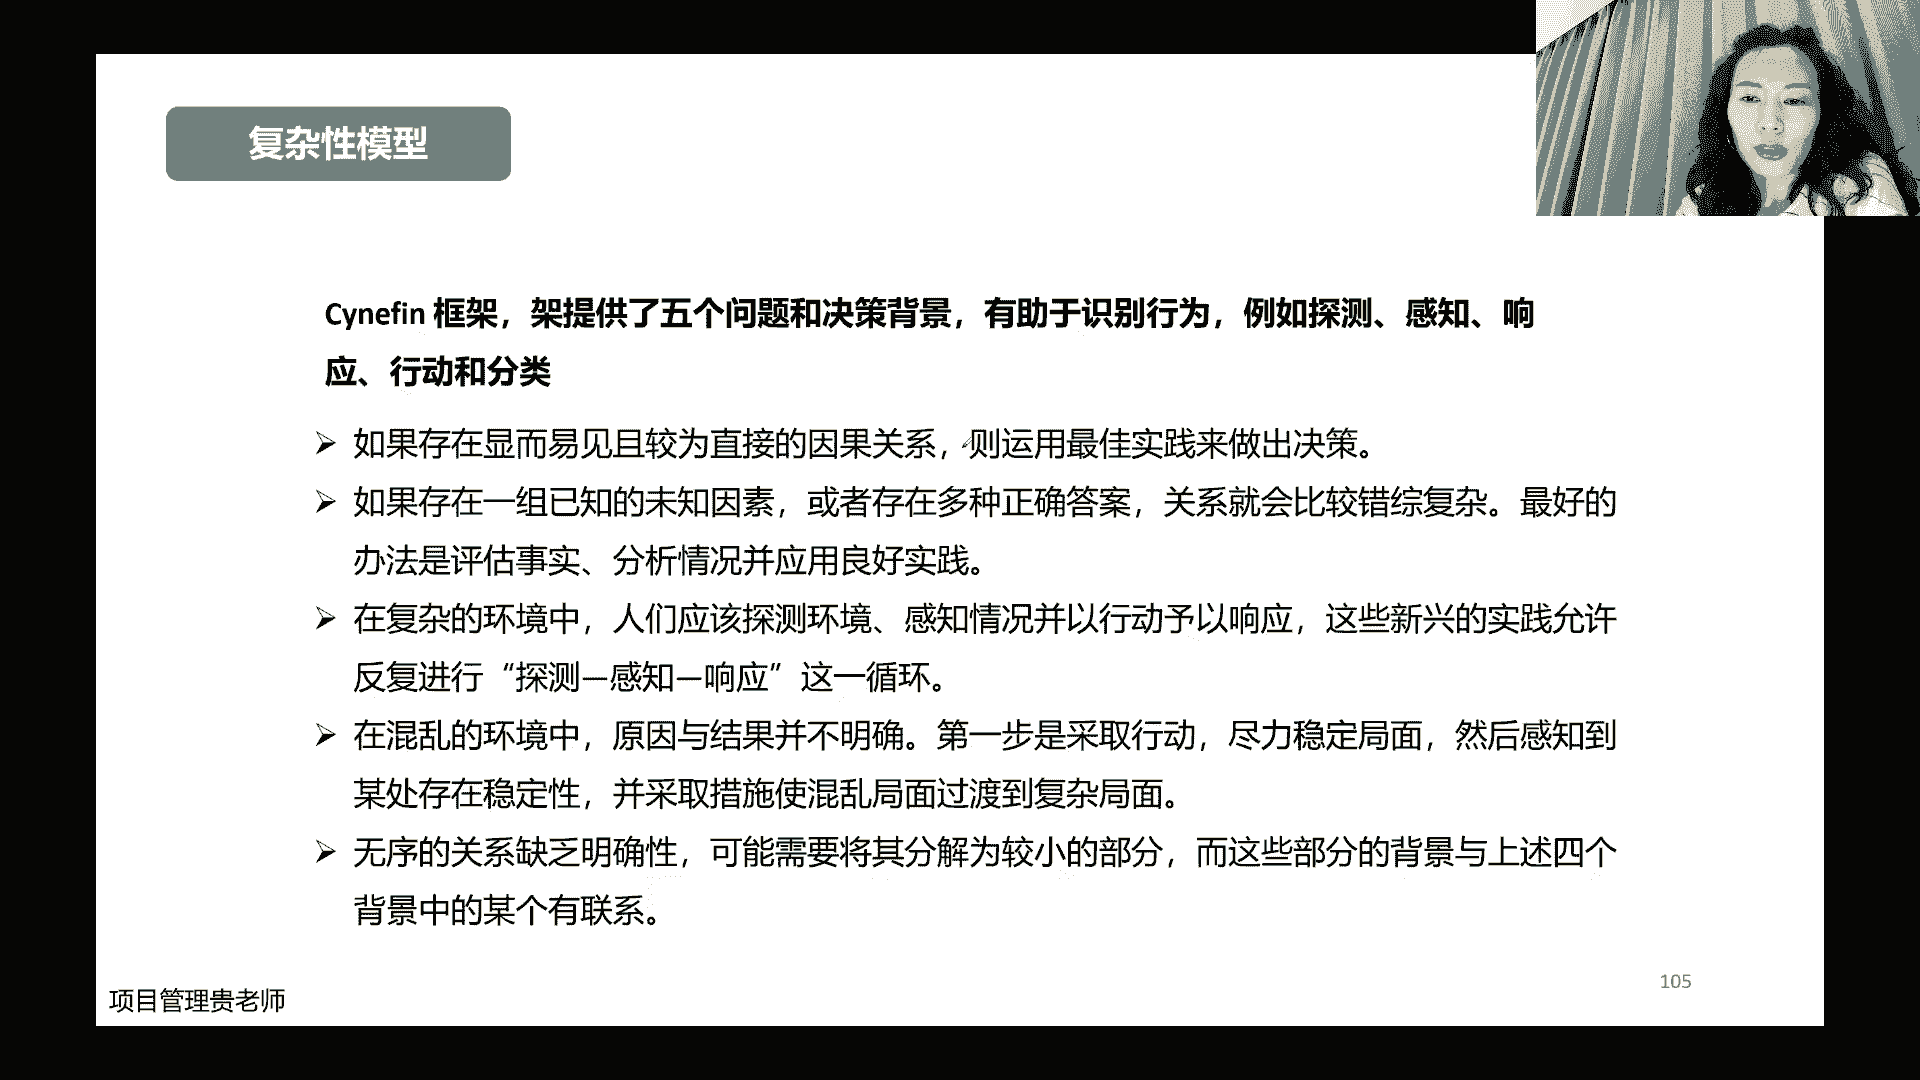 复杂性模型
Cynefin 框架，架提供了五个问题和决策背景，有助于识别行为，例如探测、感知、响
应、行动和分类
如果存在显而易见且较为直接的因果关系，则运用最佳实践来做出决策。
如果存在一组已知的未知因素，或者存在多种正确答案，关系就会比较错综复杂。最好的
办法是评估事实、分析情况并应用良好实践。
在复杂的环境中，人们应该探测环境、感知情况并以行动予以响应，这些新兴的实践允许
反复进行“探测—感知—响应”这一循环。
在混乱的环境中，原因与结果并不明确。第一步是采取行动，尽力稳定局面，然后感知到
某处存在稳定性，并采取措施使混乱局面过渡到复杂局面。
无序的关系缺乏明确性，可能需要将其分解为较小的部分，而这些部分的背景与上述四个
背景中的某个有联系。
105
项目管理贵老师